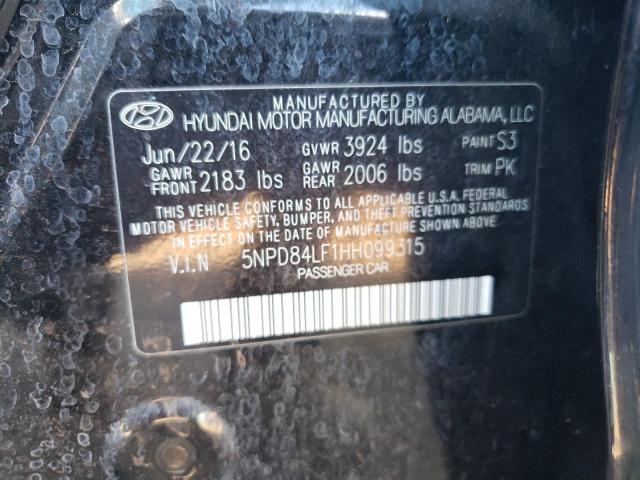 MANUFACTURED BY
HYUNDAI MOTOR MANUFACTURING ALABAMA, LLC
Jun/22/16 GVWR 3924 lbs PAINT S3
GAWR FRONT 2183 lbs GAWR REAR 2006 lbs TRIM PK
THIS VEHICLE CONFORMS TO ALL APPLICABLE U.S.A. FEDERAL
MOTOR VEHICLE SAFETY, BUMPER, AND THEFT PREVENTION STANDARDS
IN EFFECT ON THE DATE OF MANUFACTURE SHOWN ABOVE.
V.I.N 5NPD84LF1HH099315
PASSENGER CAR